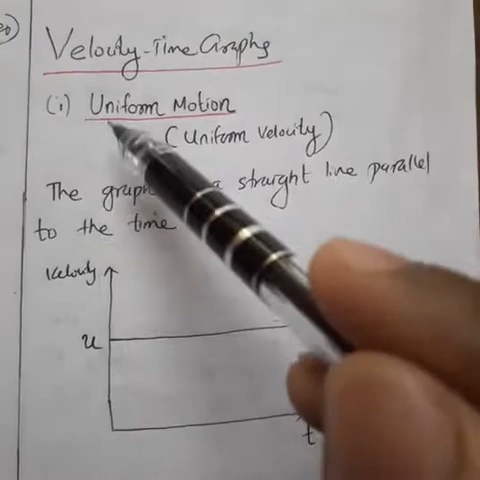 Velocity-Time Graphs
(i) Uniform Motion
(Uniform Velocity)
The graph a straight line parallel
to the time
Velocity
u
t